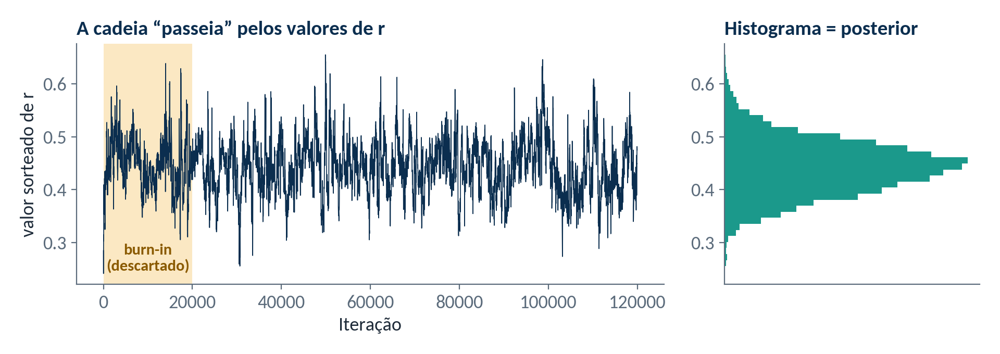 A cadeia “passeia” pelos valores de r
valor sorteado de r
0.6
0.5
0.4
0.3
burn-in
(descartado)
0 20000 40000 60000 80000 100000 120000
Iteração
Histograma = posterior
0.6
0.5
0.4
0.3